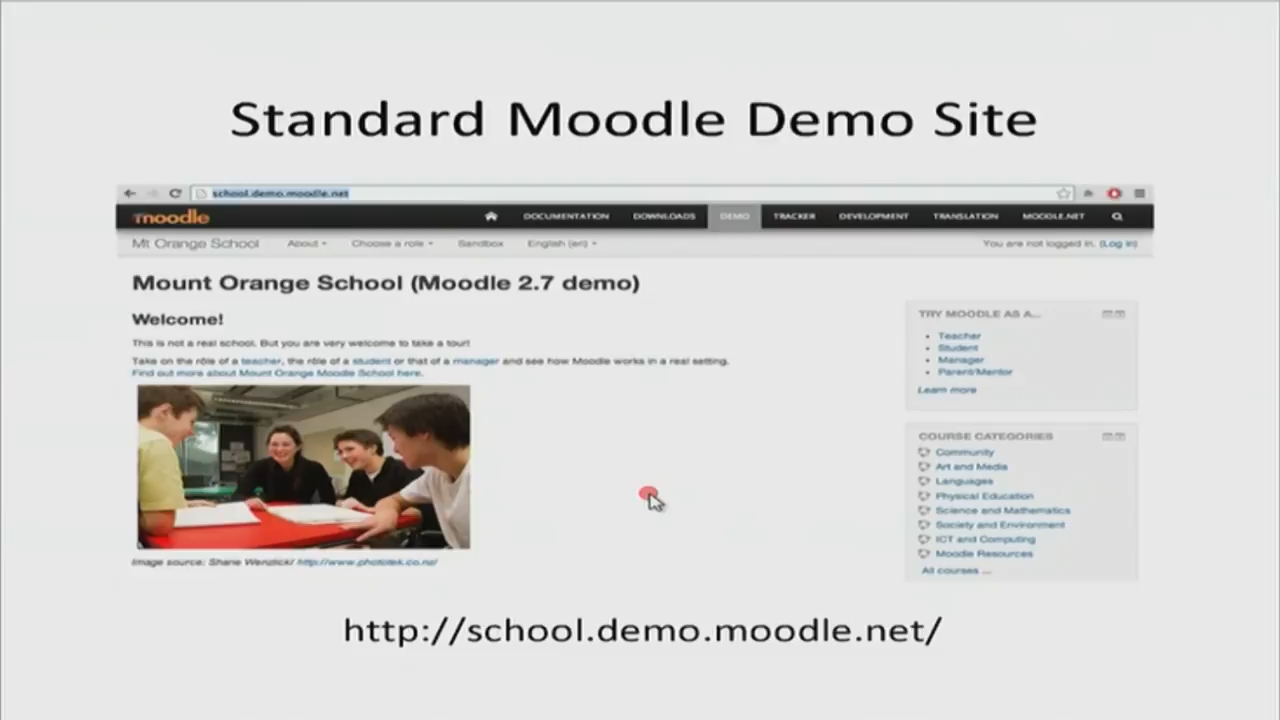 Standard Moodle Demo Site
school.demo.moodle.net
moodle
DOCUMENTATION DOWNLOADS DEMO TRACKER DEVELOPMENT TRANSLATION MOODLE.NET
Mt Orange School About Choose a role Sandbox English (en) You are not logged in. (Log in)
Mount Orange School (Moodle 2.7 demo)
Welcome!
This is not a real school. But you are very welcome to take a tour!
Take on the rôle of a teacher, the rôle of a student or that of a manager and see how Moodle works in a real setting.
Find out more about Mount Orange Moodle School here.
Image source: Shane Wenzlick/ http://www.phototek.co.nz/
TRY MOODLE AS A...
Teacher
Student
Manager
Parent/Mentor
Learn more
COURSE CATEGORIES
Community
Art and Media
Languages
Physical Education
Science and Mathematics
Society and Environment
ICT and Computing
Moodle Resources
All courses ...
http://school.demo.moodle.net/